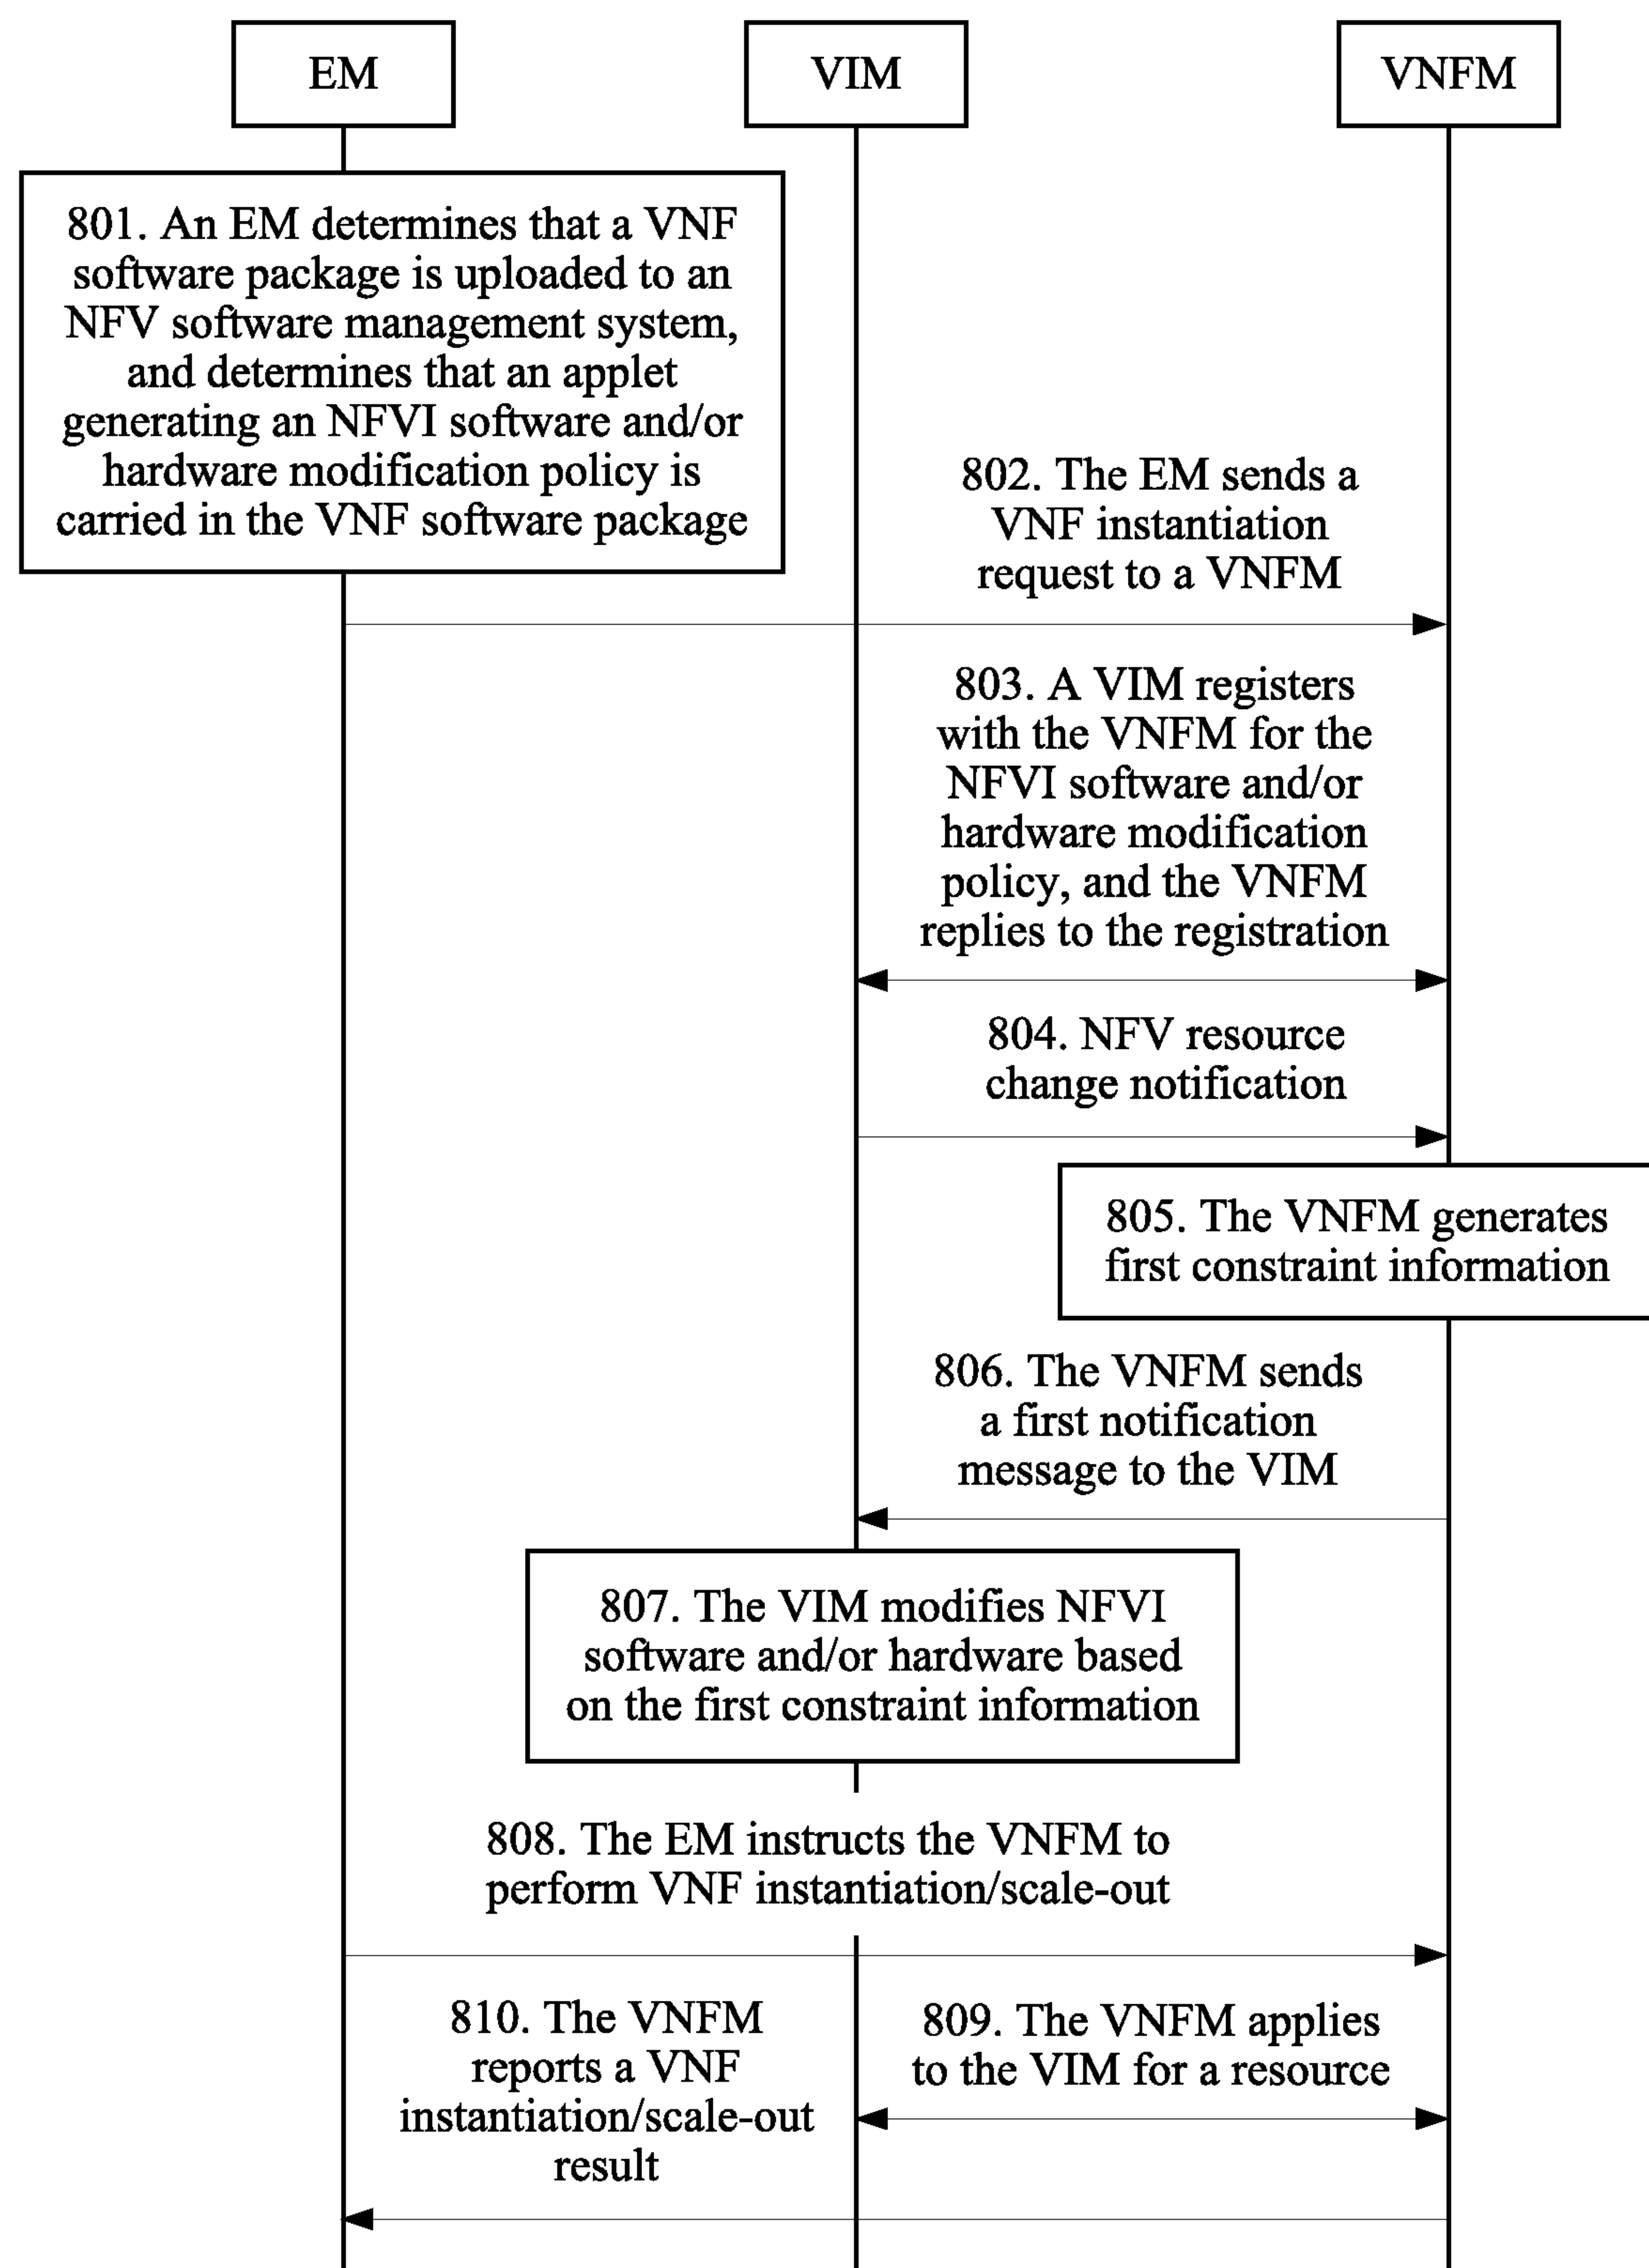 EM
VIM
VNFM
801. An EM determines that a VNF
software package is uploaded to an
NFV software management system,
and determines that an applet
generating an NFVI software and/or
hardware modification policy is
carried in the VNF software package
802. The EM sends a
VNF instantiation
request to a VNFM
803. A VIM registers
with the VNFM for the
NFVI software and/or
hardware modification
policy, and the VNFM
replies to the registration
804. NFV resource
change notification
805. The VNFM generates
first constraint information
806. The VNFM sends
a first notification
message to the VIM
807. The VIM modifies NFVI
software and/or hardware based
on the first constraint information
808. The EM instructs the VNFM to
perform VNF instantiation/scale-out
809. The VNFM applies
to the VIM for a resource
810. The VNFM
reports a VNF
instantiation/scale-out
result